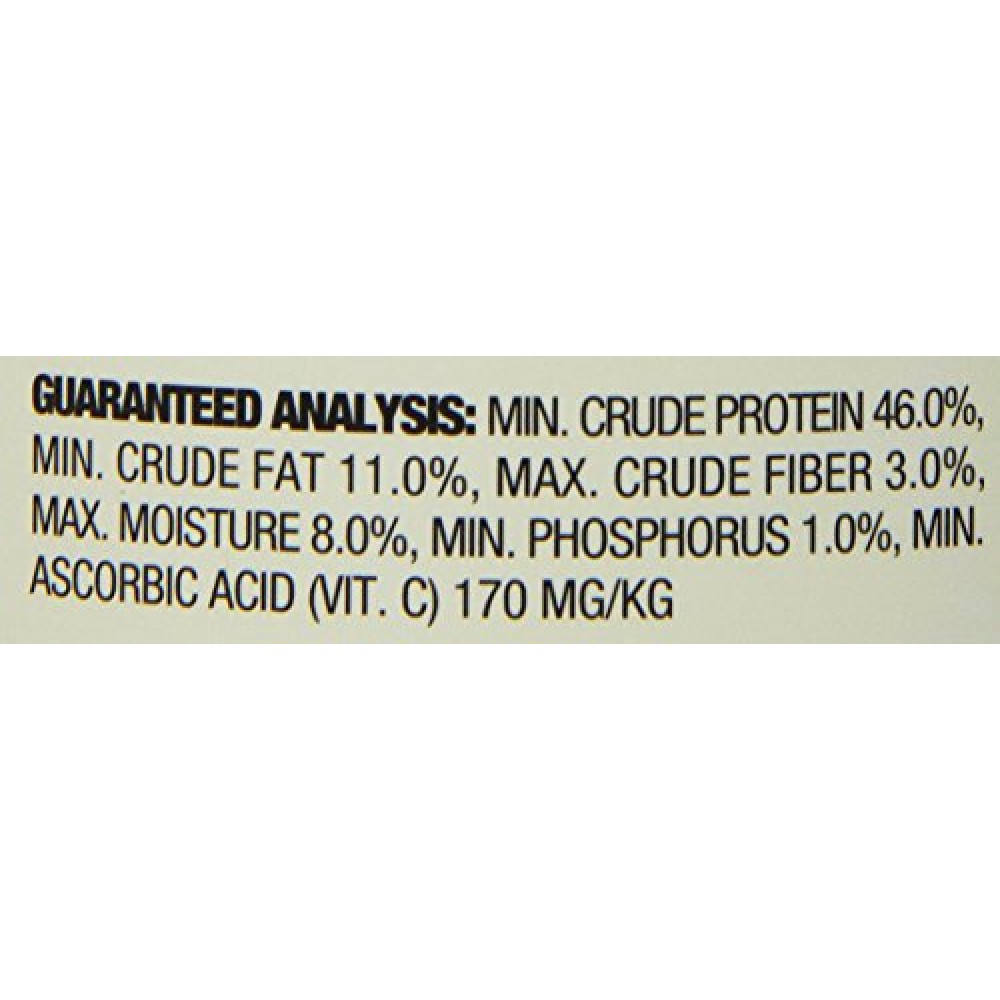 GUARANTEED ANALYSIS: MIN. CRUDE PROTEIN 46.0%,
MIN. CRUDE FAT 11.0%, MAX. CRUDE FIBER 3.0%,
MAX. MOISTURE 8.0%, MIN. PHOSPHORUS 1.0%, MIN.
ASCORBIC ACID (VIT. C) 170 MG/KG